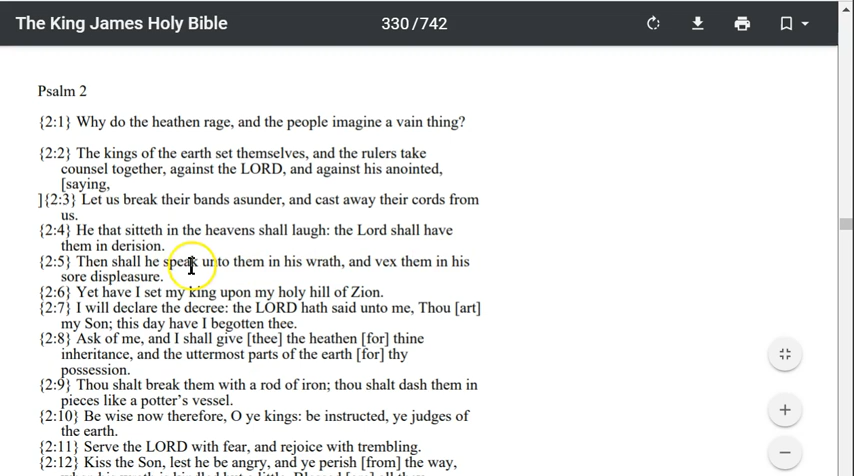 The King James Holy Bible
330 / 742
Psalm 2
{2:1} Why do the heathen rage, and the people imagine a vain thing?
{2:2} The kings of the earth set themselves, and the rulers take
counsel together, against the LORD, and against his anointed,
[saying,
]{2:3} Let us break their bands asunder, and cast away their cords from
us.
{2:4} He that sitteth in the heavens shall laugh: the Lord shall have
them in derision.
{2:5} Then shall he speak unto them in his wrath, and vex them in his
sore displeasure.
{2:6} Yet have I set my king upon my holy hill of Zion.
{2:7} I will declare the decree: the LORD hath said unto me, Thou [art]
my Son; this day have I begotten thee.
{2:8} Ask of me, and I shall give [thee] the heathen [for] thine
inheritance, and the uttermost parts of the earth [for] thy
possession.
{2:9} Thou shalt break them with a rod of iron; thou shalt dash them in
pieces like a potter's vessel.
{2:10} Be wise now therefore, O ye kings: be instructed, ye judges of
the earth.
{2:11} Serve the LORD with fear, and rejoice with trembling.
{2:12} Kiss the Son, lest he be angry, and ye perish [from] the way,